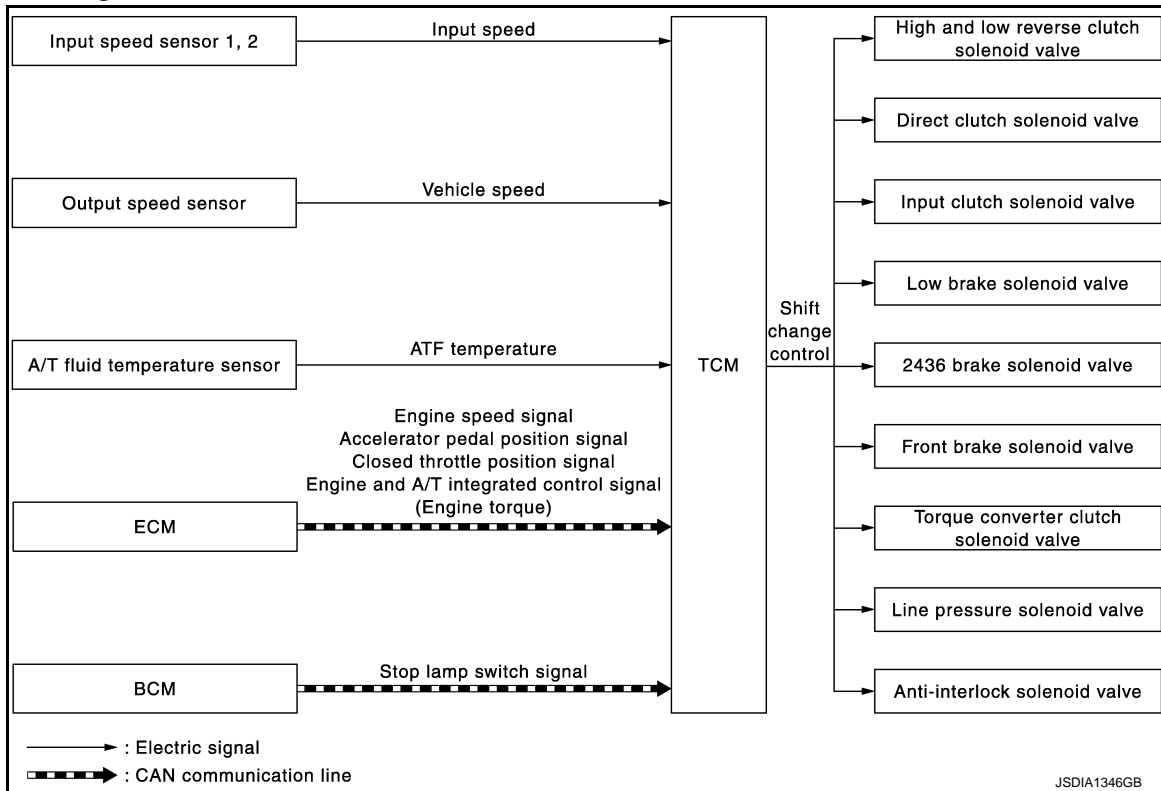 Input speed sensor 1, 2
Input speed
Output speed sensor
Vehicle speed
A/T fluid temperature sensor
ATF temperature
Engine speed signal
Accelerator pedal position signal
Closed throttle position signal
Engine and A/T integrated control signal
(Engine torque)
ECM
BCM
Stop lamp switch signal
TCM
Shift
change
control
High and low reverse clutch
solenoid valve
Direct clutch solenoid valve
Input clutch solenoid valve
Low brake solenoid valve
2436 brake solenoid valve
Front brake solenoid valve
Torque converter clutch
solenoid valve
Line pressure solenoid valve
Anti-interlock solenoid valve
: Electric signal
: CAN communication line
JSDIA1346GB